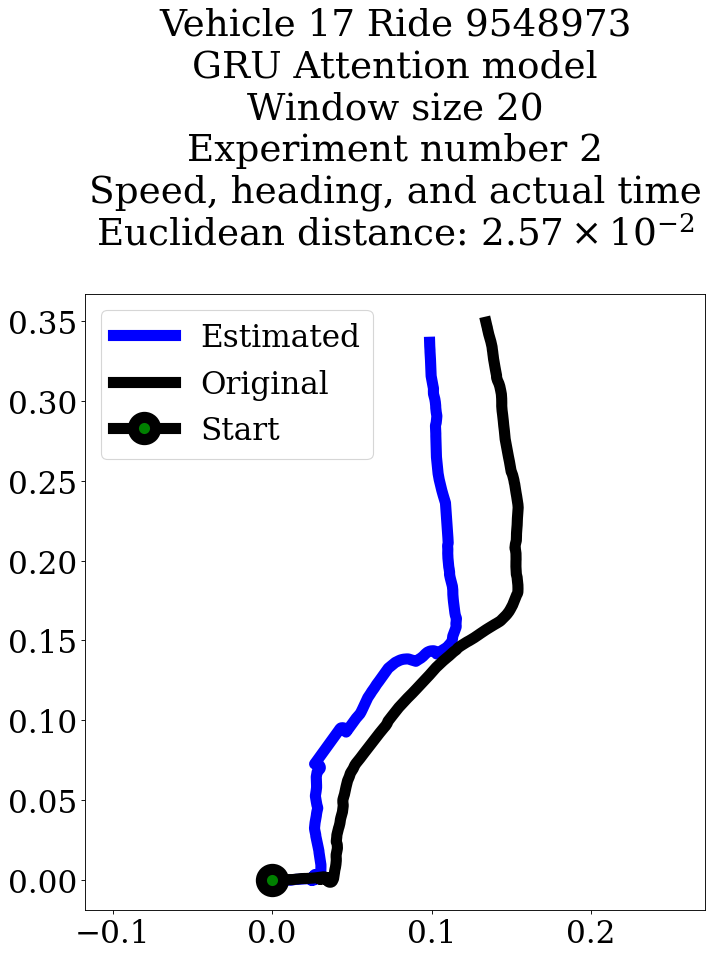 Vehicle 17 Ride 9548973
GRU Attention model
Window size 20
Experiment number 2
Speed, heading, and actual time
Euclidean distance: 2.57 × 10⁻²
Estimated
Original
Start
0.35
0.30
0.25
0.20
0.15
0.10
0.05
0.00
−0.1 0.0 0.1 0.2